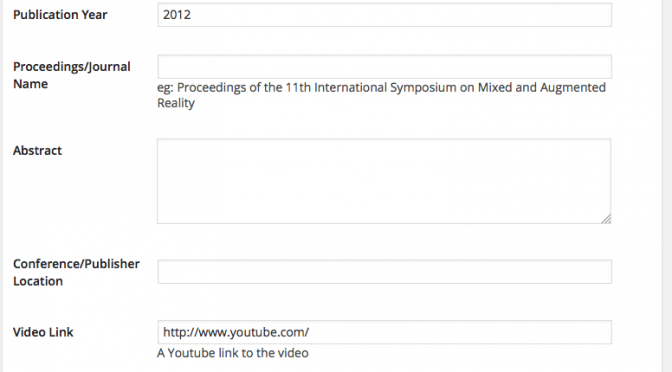 Publication Year
2012
Proceedings/Journal
Name
eg: Proceedings of the 11th International Symposium on Mixed and Augmented
Reality
Abstract
Conference/Publisher
Location
Video Link
http://www.youtube.com/
A Youtube link to the video